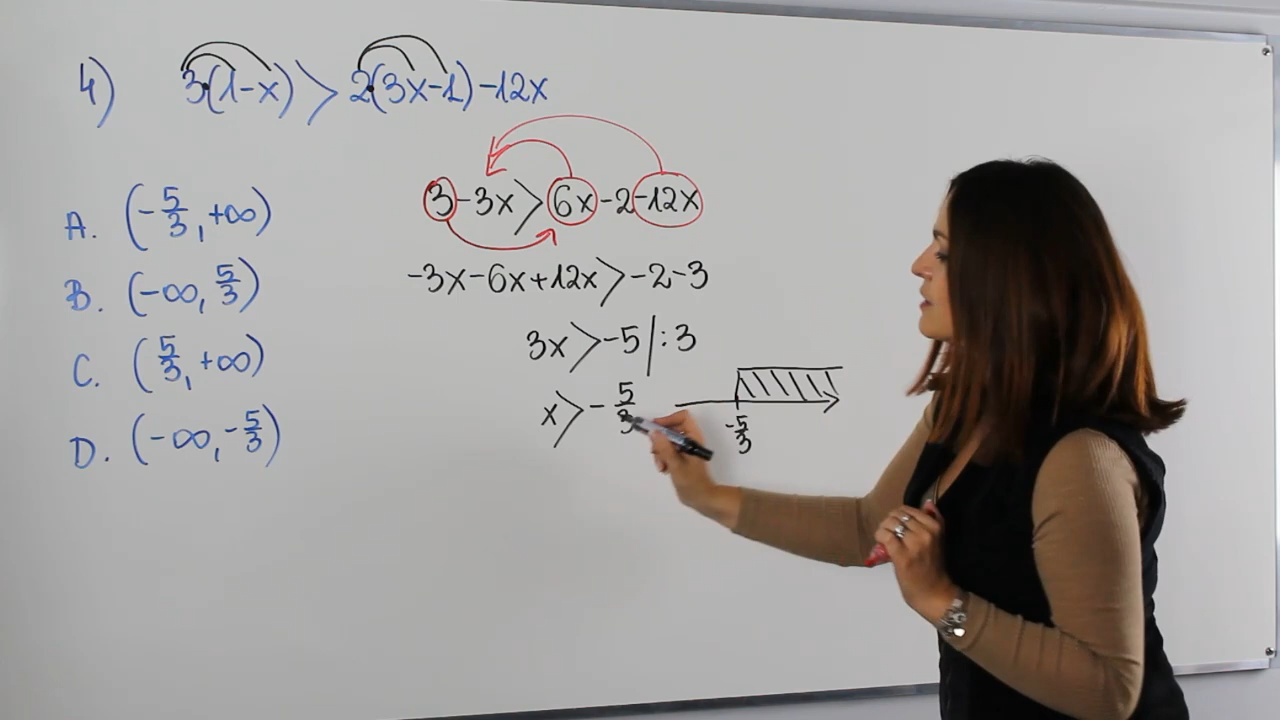 4) 3·(1-x) > 2·(3x-1)-12x
A. (-5/3, +∞)
B. (-∞, 5/3)
C. (5/3, +∞)
D. (-∞, -5/3)
3-3x > 6x-2-12x
-3x-6x+12x > -2-3
3x > -5 | : 3
x > -5/3
-5/3